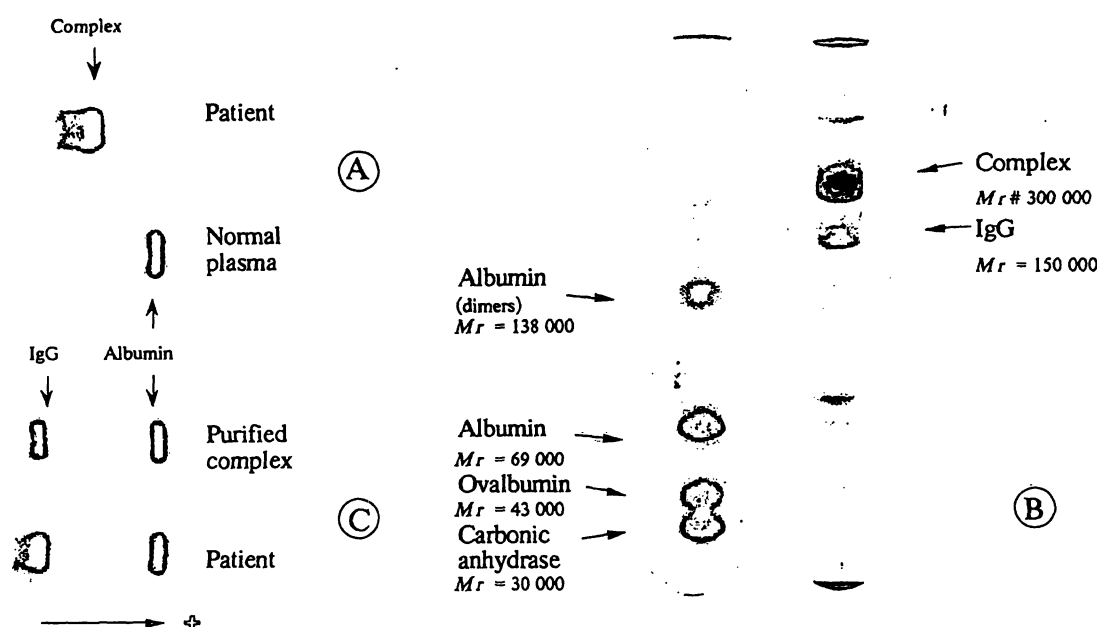 Complex
Patient
A
Normal
plasma
IgG
Albumin
Purified
complex
C
Patient
+
Complex
Mr # 300 000
IgG
Mr = 150 000
Albumin
(dimers)
Mr = 138 000
Albumin
Mr = 69 000
Ovalbumin
Mr = 43 000
Carbonic
anhydrase
Mr = 30 000
B